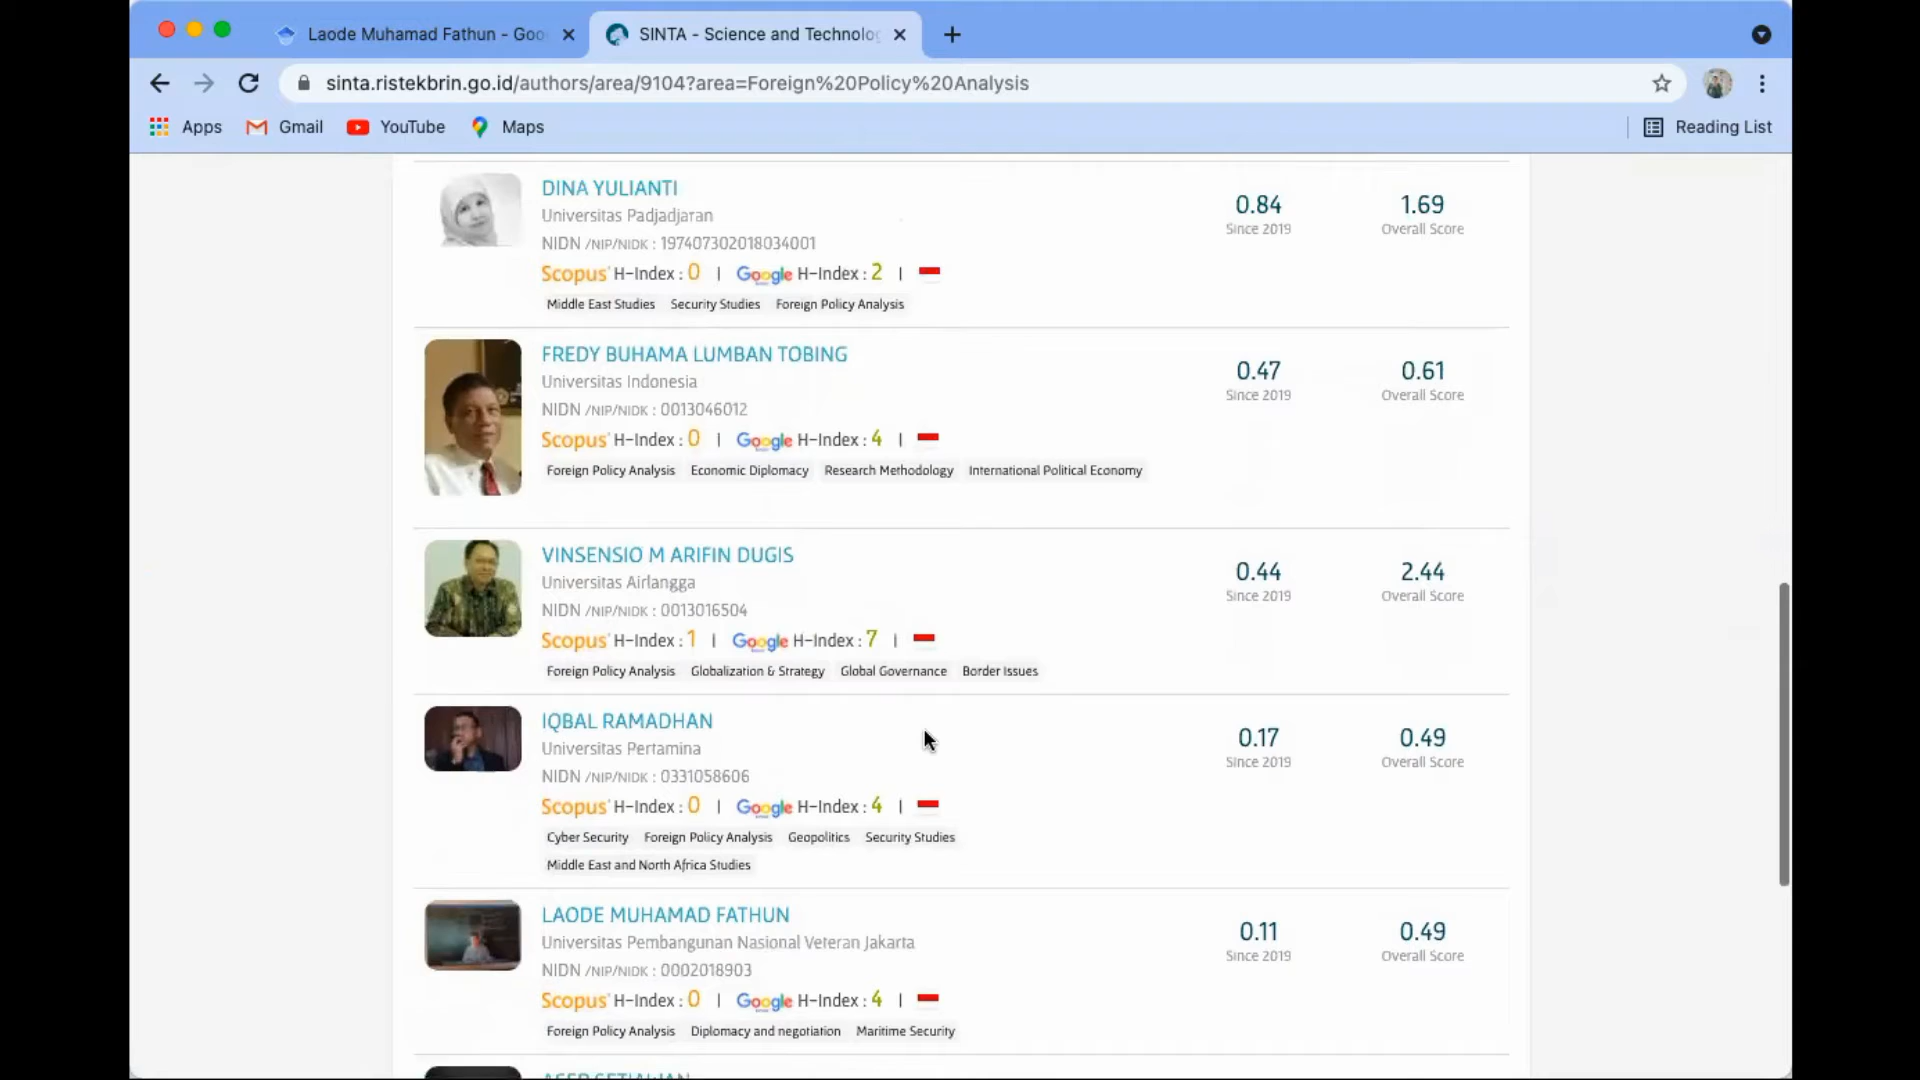 Laode Muhamad Fathun - Goo
SINTA - Science and Technolog
sinta.ristekbrin.go.id/authors/area/9104?area=Foreign%20Policy%20Analysis
Apps Gmail YouTube Maps Reading List
DINA YULIANTI
Universitas Padjadjaran
NIDN /NIP/NIDK : 197407302018034001
Scopus H-Index : 0 | Google H-Index : 2 |
Middle East Studies Security Studies Foreign Policy Analysis
0.84 1.69
Since 2019 Overall Score
FREDY BUHAMA LUMBAN TOBING
Universitas Indonesia
NIDN /NIP/NIDK : 0013046012
Scopus H-Index : 0 | Google H-Index : 4 |
Foreign Policy Analysis Economic Diplomacy Research Methodology International Political Economy
0.47 0.61
Since 2019 Overall Score
VINSENSIO M ARIFIN DUGIS
Universitas Airlangga
NIDN /NIP/NIDK : 0013016504
Scopus H-Index : 1 | Google H-Index : 7 |
Foreign Policy Analysis Globalization & Strategy Global Governance Border Issues
0.44 2.44
Since 2019 Overall Score
IQBAL RAMADHAN
Universitas Pertamina
NIDN /NIP/NIDK : 0331058606
Scopus H-Index : 0 | Google H-Index : 4 |
Cyber Security Foreign Policy Analysis Geopolitics Security Studies
Middle East and North Africa Studies
0.17 0.49
Since 2019 Overall Score
LAODE MUHAMAD FATHUN
Universitas Pembangunan Nasional Veteran Jakarta
NIDN /NIP/NIDK : 0002018903
Scopus H-Index : 0 | Google H-Index : 4 |
Foreign Policy Analysis Diplomacy and negotiation Maritime Security
0.11 0.49
Since 2019 Overall Score